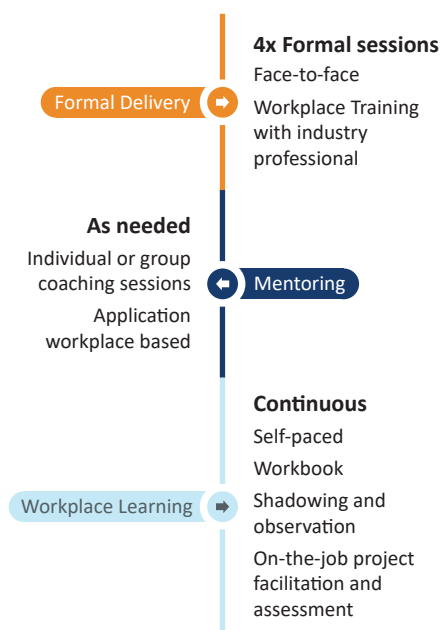 Formal Delivery
4x Formal sessions
Face-to-face
Workplace Training
with industry
professional
Mentoring
As needed
Individual or group
coaching sessions
Application
workplace based
Workplace Learning
Continuous
Self-paced
Workbook
Shadowing and
observation
On-the-job project
facilitation and
assessment